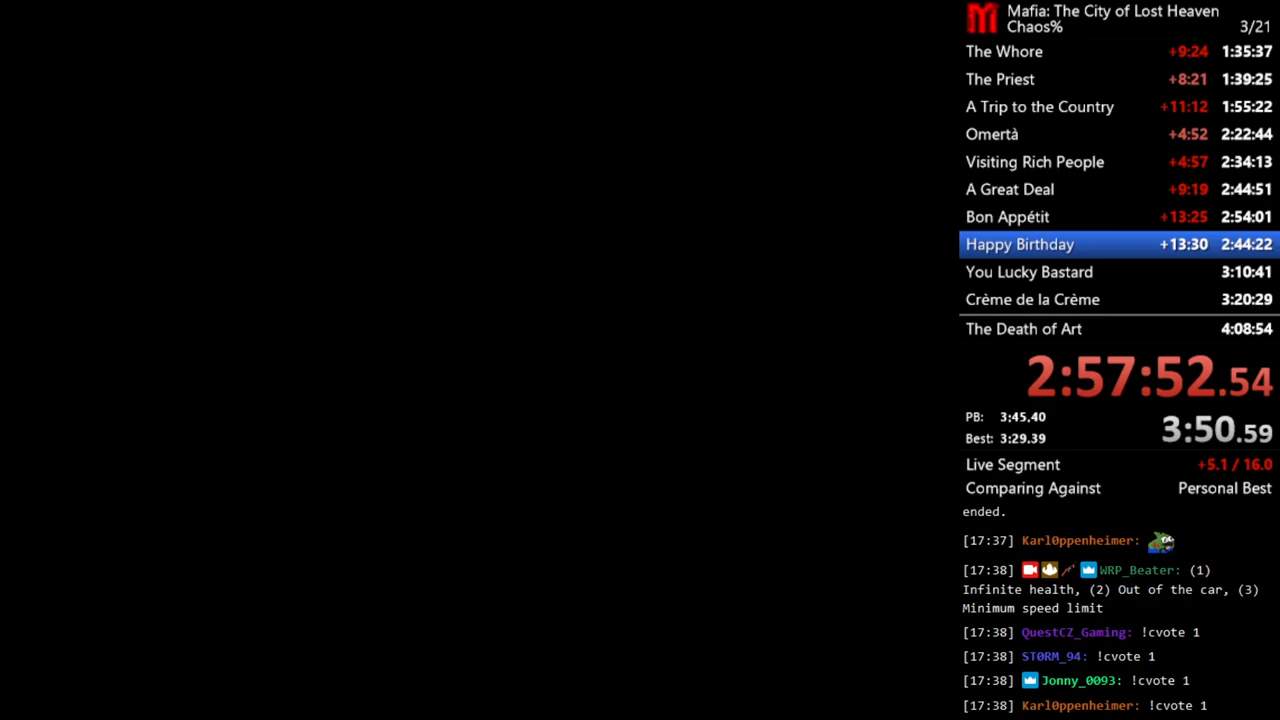 Mafia: The City of Lost Heaven
Chaos% 3/21
The Whore +9:24 1:35:37
The Priest +8:21 1:39:25
A Trip to the Country +11:12 1:55:22
Omertà +4:52 2:22:44
Visiting Rich People +4:57 2:34:13
A Great Deal +9:19 2:44:51
Bon Appétit +13:25 2:54:01
Happy Birthday +13:30 2:44:22
You Lucky Bastard 3:10:41
Crème de la Crème 3:20:29
The Death of Art 4:08:54
2:57:52.54
PB: 3:45.40
Best: 3:29.39
3:50.59
Live Segment +5.1 / 16.0
Comparing Against Personal Best
ended.
[17:37] Karl0ppenheimer:
[17:38] WRP_Beater: (1)
Infinite health, (2) Out of the car, (3)
Minimum speed limit
[17:38] QuestCZ_Gaming: !cvote 1
[17:38] ST0RM_94: !cvote 1
[17:38] Jonny_0093: !cvote 1
[17:38] Karl0ppenheimer: !cvote 1